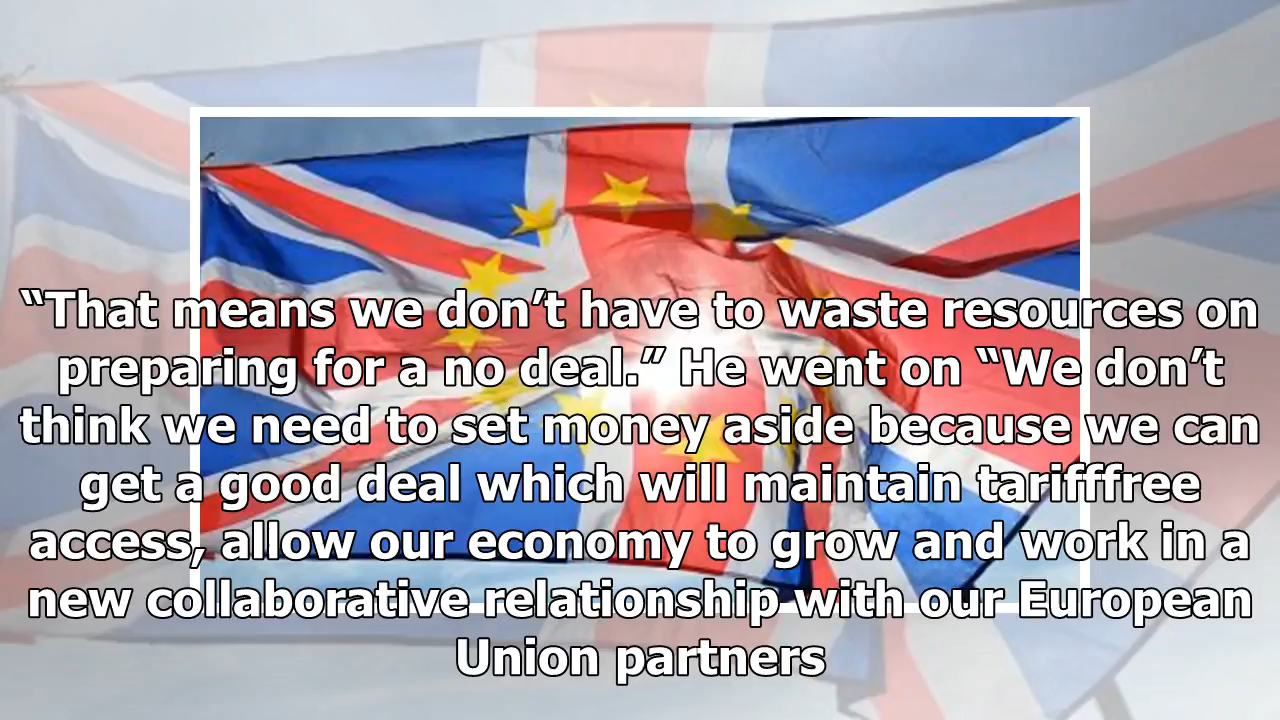 “That means we don’t have to waste resources on
preparing for a no deal.” He went on “We don’t
think we need to set money aside because we can
get a good deal which will maintain tarifffree
access, allow our economy to grow and work in a
new collaborative relationship with our European
Union partners